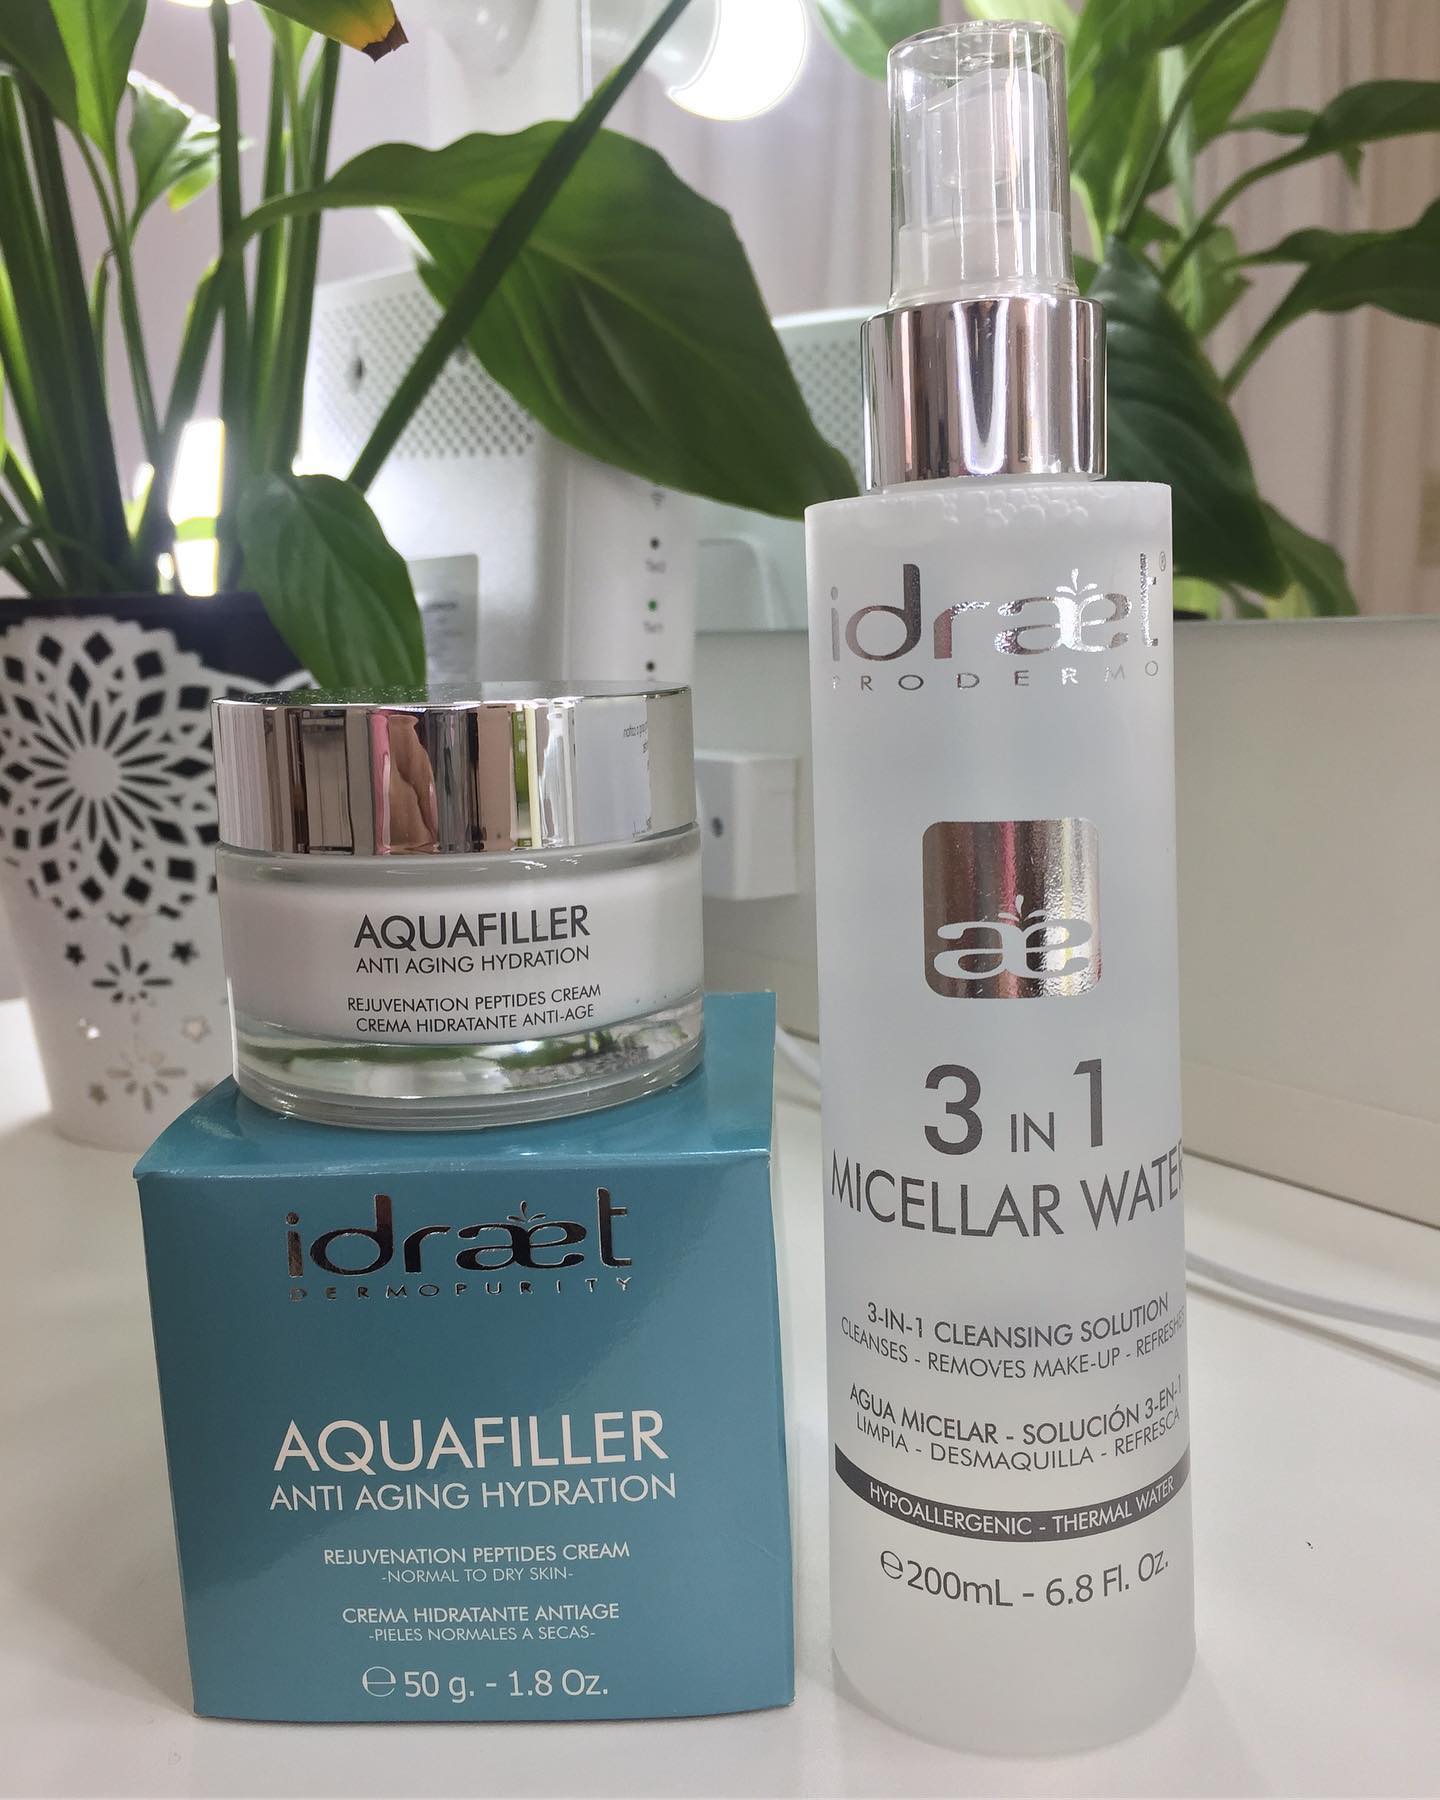 AQUAFILLER
ANTI AGING HYDRATION
REJUVENATION PEPTIDES CREAM
CREMA HIDRATANTE ANTI-AGE
idraet
DERMOPURITY
AQUAFILLER
ANTI AGING HYDRATION
REJUVENATION PEPTIDES CREAM
-NORMAL TO DRY SKIN-
CREMA HIDRATANTE ANTIAGE
-PIELES NORMALES A SECAS-
℮ 50 g. - 1.8 Oz.
idraet®
PRODERMO
ae
3 IN 1
MICELLAR WATER
3-IN-1 CLEANSING SOLUTION
CLEANSES - REMOVES MAKE-UP - REFRESHES
AGUA MICELAR - SOLUCIÓN 3-EN-1
LIMPIA - DESMAQUILLA - REFRESCA
HYPOALLERGENIC - THERMAL WATER
℮200mL - 6.8 Fl. Oz.